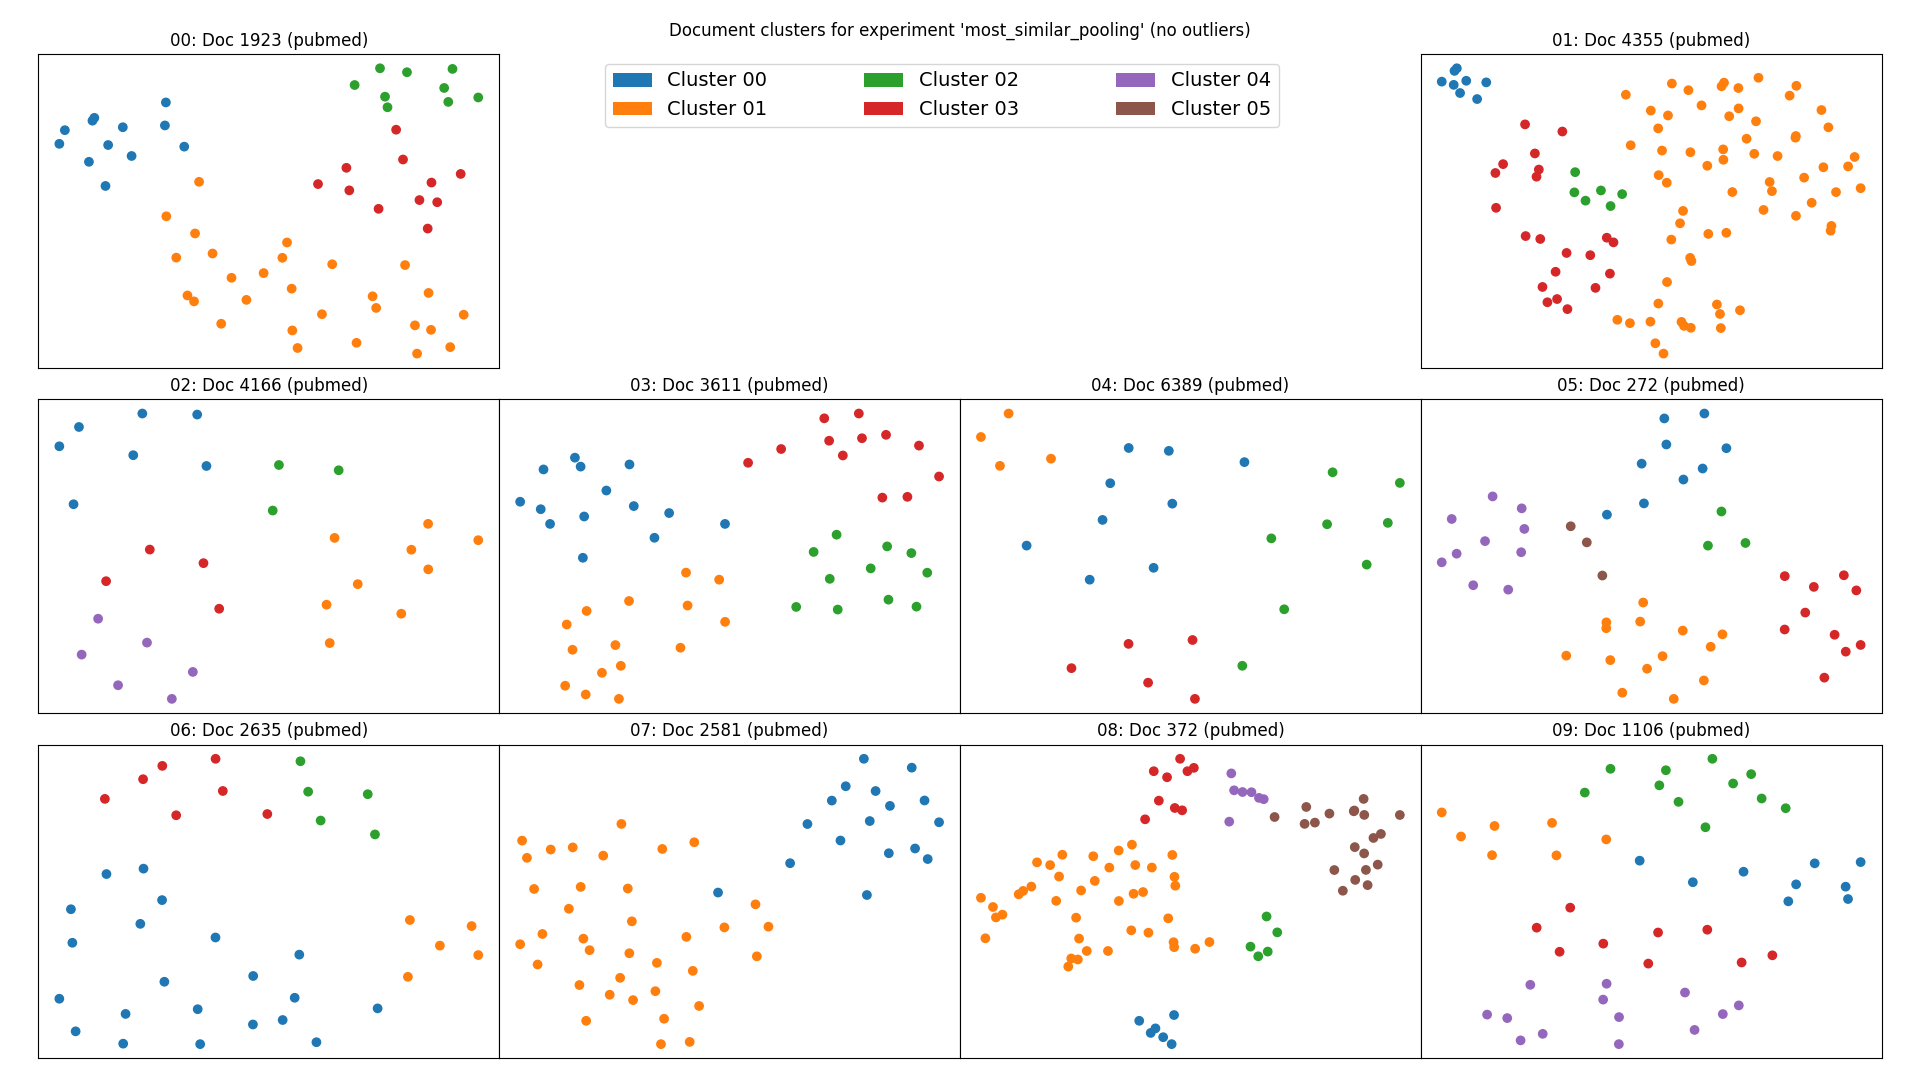 Document clusters for experiment 'most_similar_pooling' (no outliers)
00: Doc 1923 (pubmed)
01: Doc 4355 (pubmed)
Cluster 00
Cluster 02
Cluster 04
Cluster 01
Cluster 03
Cluster 05
02: Doc 4166 (pubmed)
03: Doc 3611 (pubmed)
04: Doc 6389 (pubmed)
05: Doc 272 (pubmed)
06: Doc 2635 (pubmed)
07: Doc 2581 (pubmed)
08: Doc 372 (pubmed)
09: Doc 1106 (pubmed)